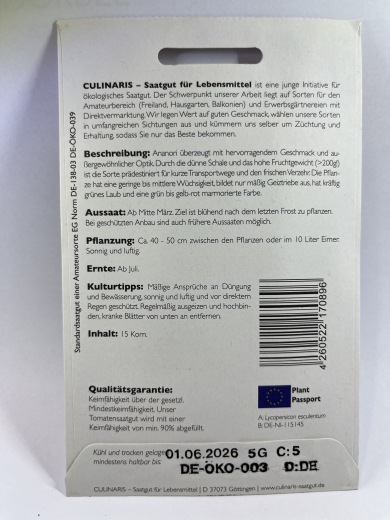 CULINARIS – Saatgut für Lebensmittel ist eine junge Initiative für
ökologisches Saatgut. Der Schwerpunkt unserer Arbeit liegt auf Sorten für den
Amateurbereich (Freiland, Hausgarten, Balkonien) und Erwerbsgärtnereien mit
Direktvermarktung. Wir legen Wert auf guten Geschmack, wählen unsere Sorten
in umfangreichen Sichtungen aus und kümmern uns selber um Züchtung und
Erhaltung, sodass Sie nur das Beste bekommen.
Beschreibung: Ananori überzeugt mit hervorragendem Geschmack und au-
ßergewöhlicher Optik. Durch die dünne Schale und das hohe Fruchtgewicht (>200g)
ist die Sorte prädestiniert für kurze Transportwege und den frischen Verzehr. Die Pflan-
ze hat eine geringe bis mittlere Wüchsigkeit, bildet nur mäßig Geiztriebe aus, hat kräftig
grünes Laub und eine grün bis gelb-rot marmorierte Farbe.
Aussaat: Ab Mitte März. Ziel ist blühend nach dem letzten Frost zu pflanzen.
Bei geschützten Anbau sind auch frühere Aussaaten möglich.
Pflanzung: Ca. 40 - 50 cm zwischen den Pflanzen oder im 10 Liter Eimer.
Sonnig und luftig.
Ernte: Ab Juli.
Kulturtipps: Mäßige Ansprüche an Düngung
und Bewässerung, sonnig und luftig und vor direktem
Regen geschützt. Regelmäßig ausgeizen und hochbin-
den, kranke Blätter von unten an entfernen.
Inhalt: 15 Korn.
4 260522 170896
Standardsaatgut einer Amateursorte EG Norm DE-138-03 DE-ÖKO-039
Qualitätsgarantie:
Keimfähigkeit über der gesetzl.
Mindestkeimfähigkeit. Unser
Tomatensaatgut wird mit einer
Keimfähigkeit von min. 90% abgefüllt.
Plant
Passport
A: Lycopersicon esculentum
B: DE-NI-115145
Kühl und trocken gelage 01.06.2026 5G C:5
mindestens haltbar bis: DE-ÖKO-003 D:DE
CULINARIS – Saatgut für Lebensmittel | D 37073 Göttingen | www.culinaris-saatgut.de